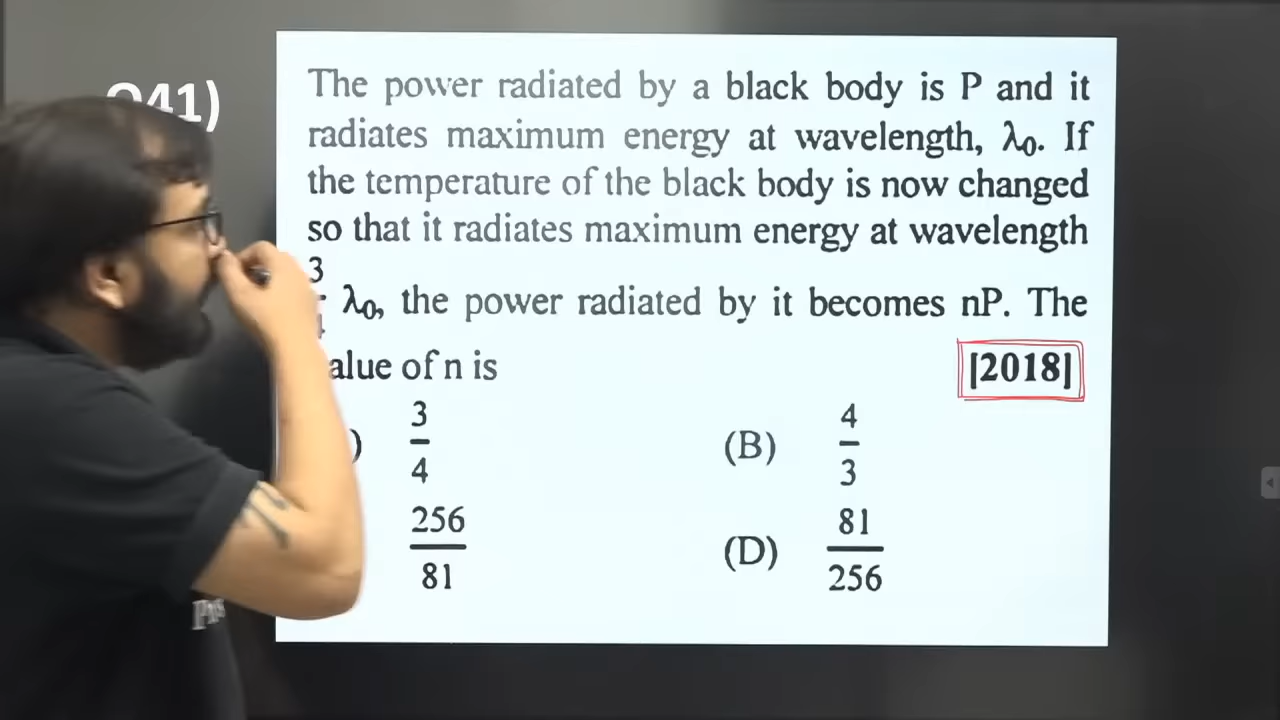 Q41)
The power radiated by a black body is P and it
radiates maximum energy at wavelength, λ₀. If
the temperature of the black body is now changed
so that it radiates maximum energy at wavelength
3
λ₀, the power radiated by it becomes nP. The
alue of n is
[2018]
)
3
4
(B)
4
3
256
81
(D)
81
256